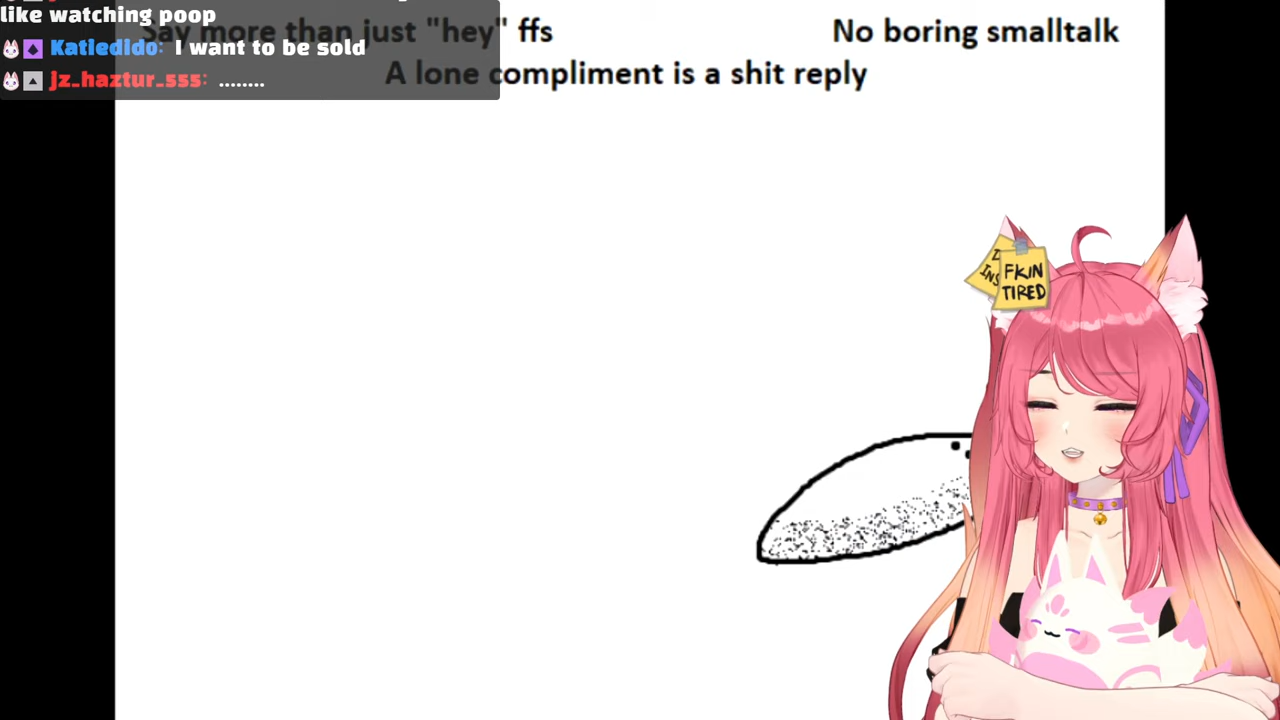 like watching poop
Katiedido: I want to be sold
jz_haztur_sss: ........
Say more than just "hey" ffs
No boring smalltalk
A lone compliment is a shit reply
FKIN
TIRED